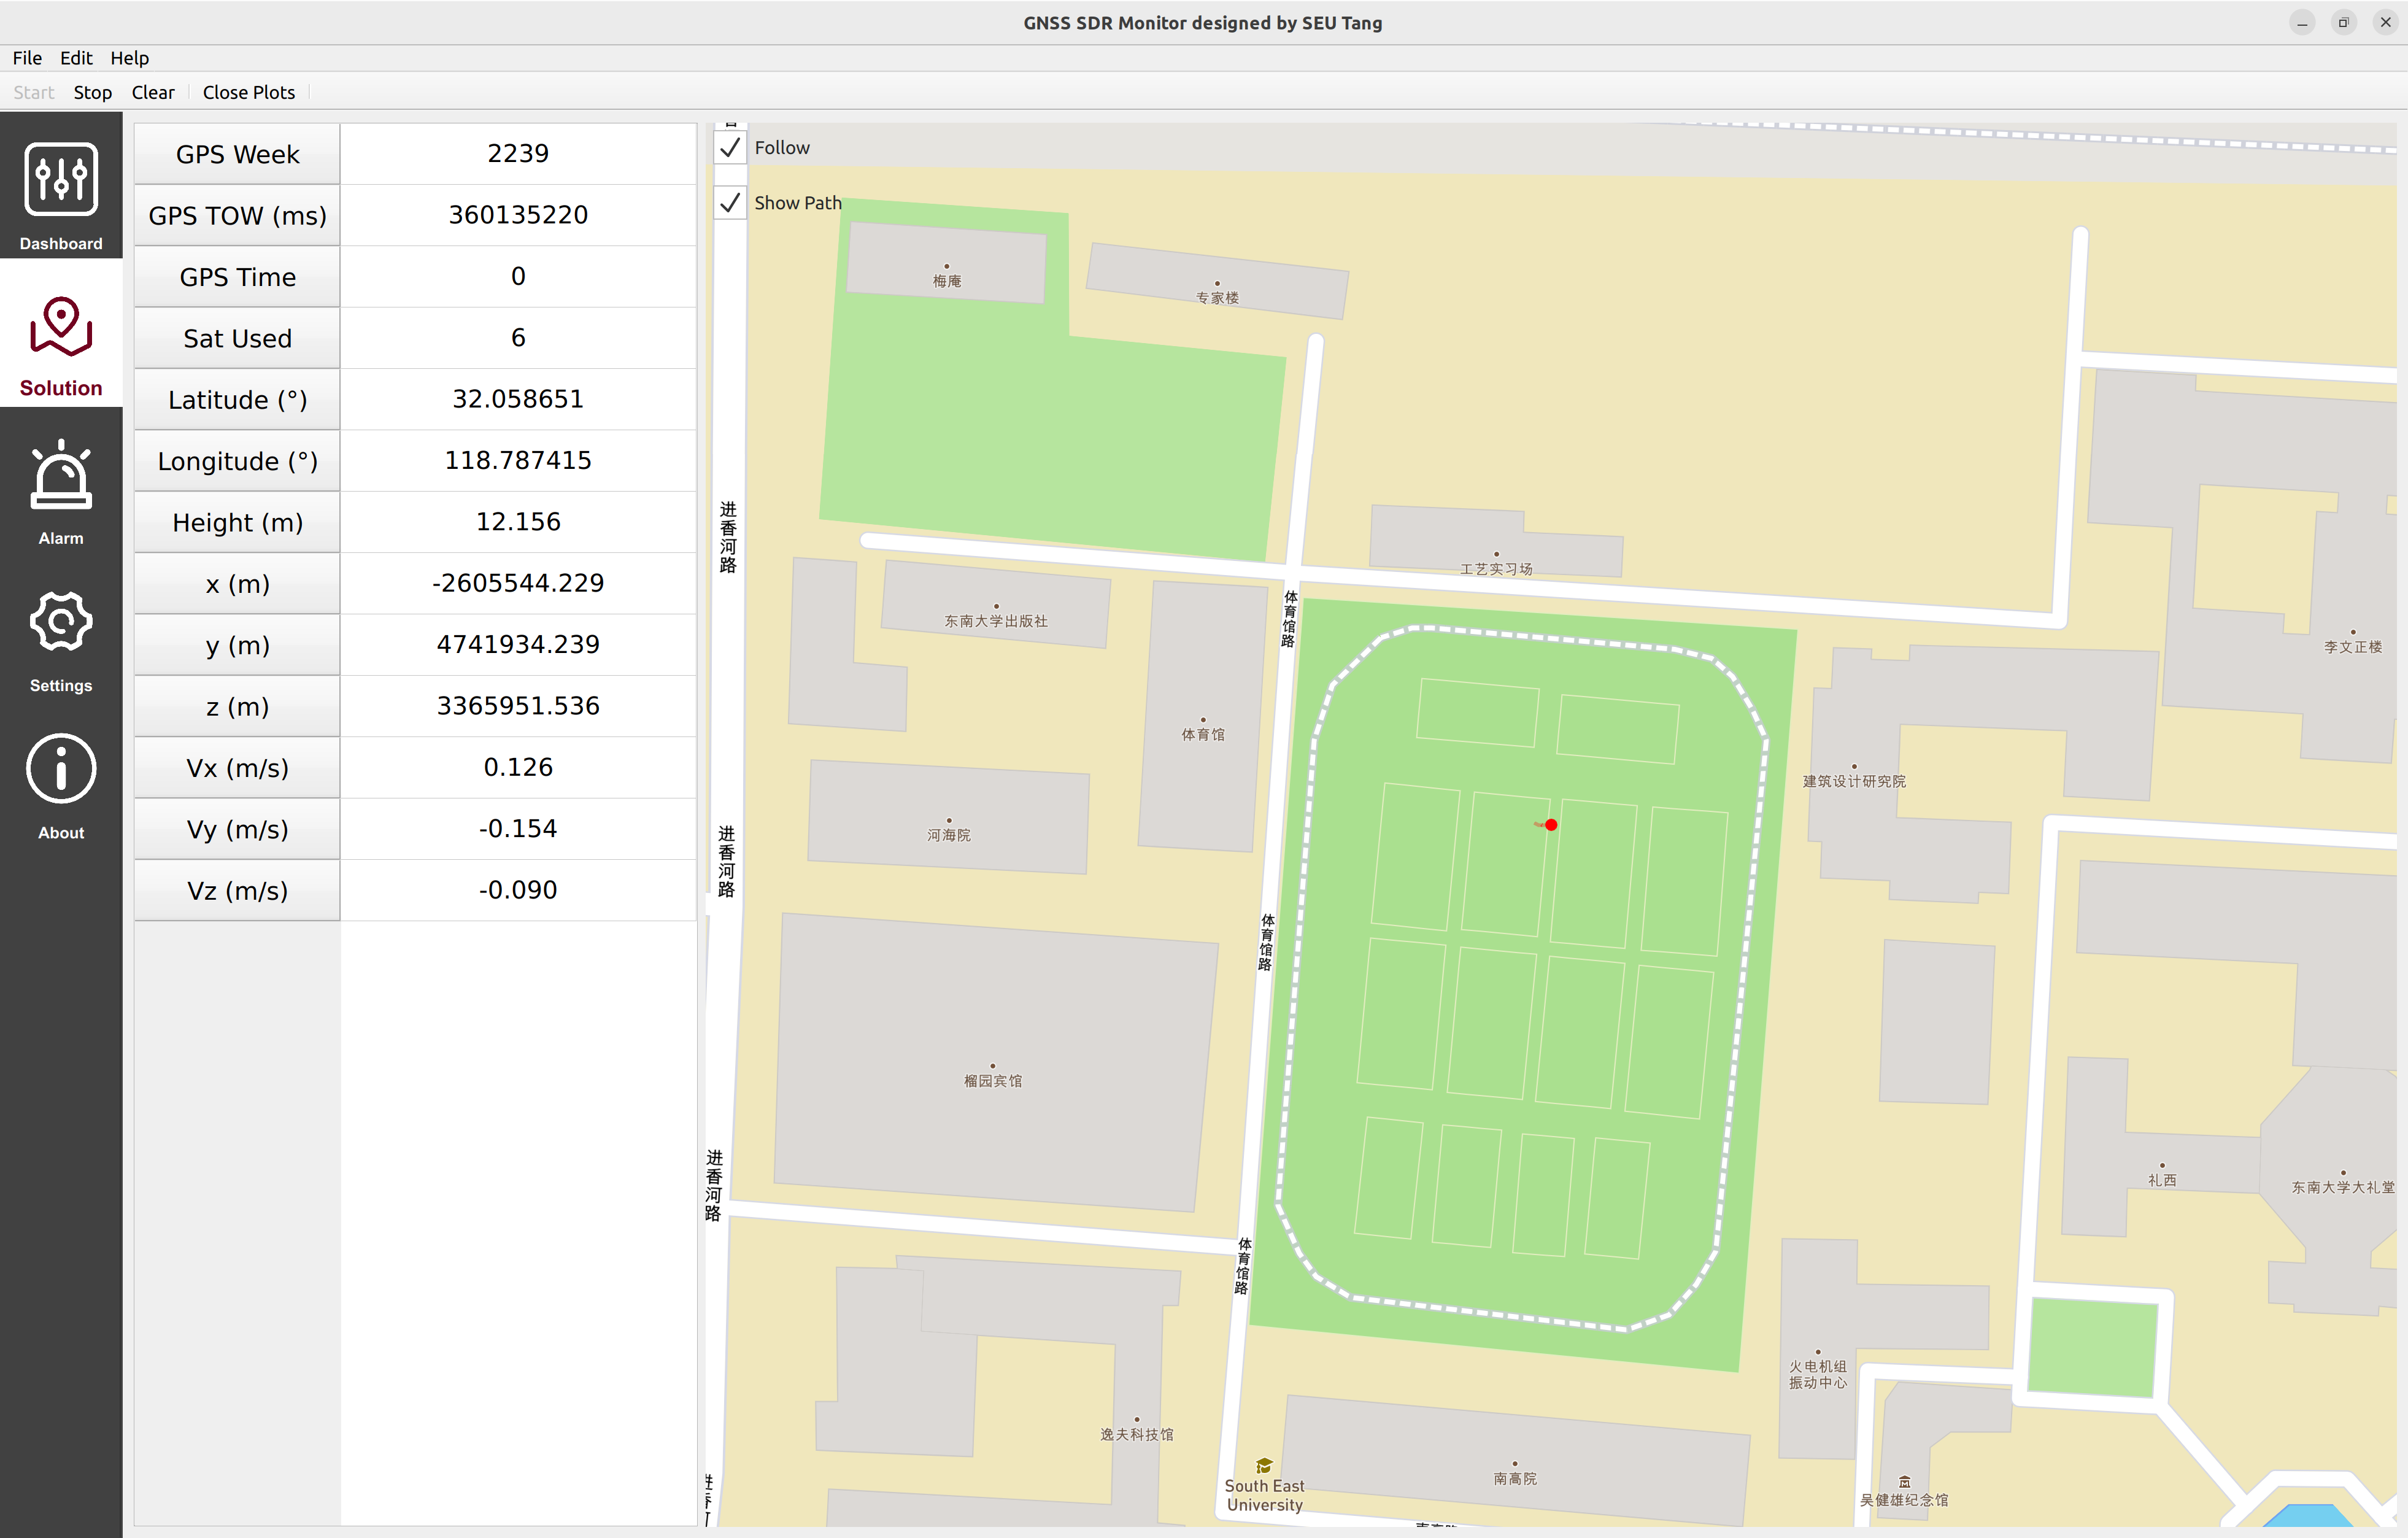 GNSS SDR Monitor designed by SEU Tang
File Edit Help
Start Stop Clear Close Plots
Dashboard
Solution
Alarm
Settings
About
GPS Week 2239
GPS TOW (ms) 360135220
GPS Time 0
Sat Used 6
Latitude (°) 32.058651
Longitude (°) 118.787415
Height (m) 12.156
x (m) -2605544.229
y (m) 4741934.239
z (m) 3365951.536
Vx (m/s) 0.126
Vy (m/s) -0.154
Vz (m/s) -0.090
Follow
Show Path
梅庵
专家楼
进香河路
工艺实习场
东南大学出版社
体育馆路
李文正楼
体育馆
建筑设计研究院
河海院
进香河路
体育馆路
榴园宾馆
进香河路
礼西
东南大学大礼堂
体育馆路
火电机组
振动中心
逸夫科技馆
South East
University
南高院
吴健雄纪念馆